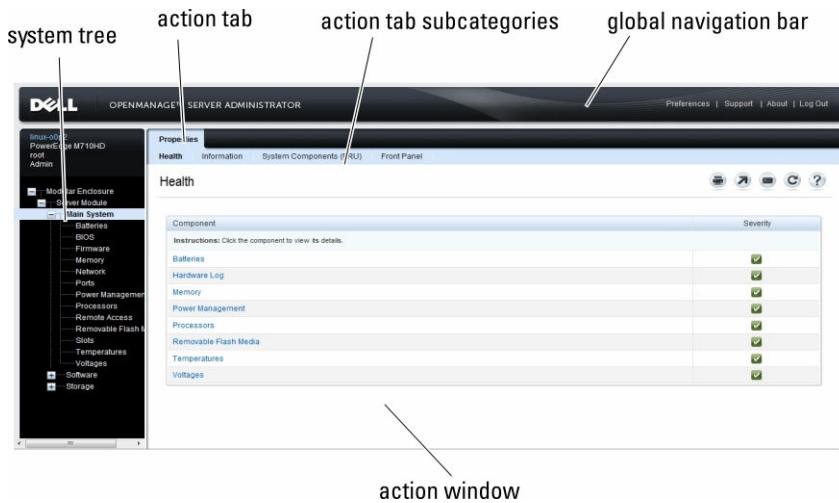 system tree
action tab
action tab subcategories
global navigation bar
DELL
OPENMANAGE™ SERVER ADMINISTRATOR
Preferences | Support | About | Log Out
PowerEdge M710HD
root
Admin
Properties
Health Information System Components (FRU) Front Panel
Health
Modular Enclosure
Server Module
Main System
Batteries
BIOS
Firmware
Memory
Network
Ports
Power Managemen
Processors
Remote Access
Removable Flash M
Slots
Temperatures
Voltages
Software
Storage
Component Severity
Instructions: Click the component to view its details.
Batteries
Hardware Log
Memory
Power Management
Processors
Removable Flash Media
Temperatures
Voltages
action window